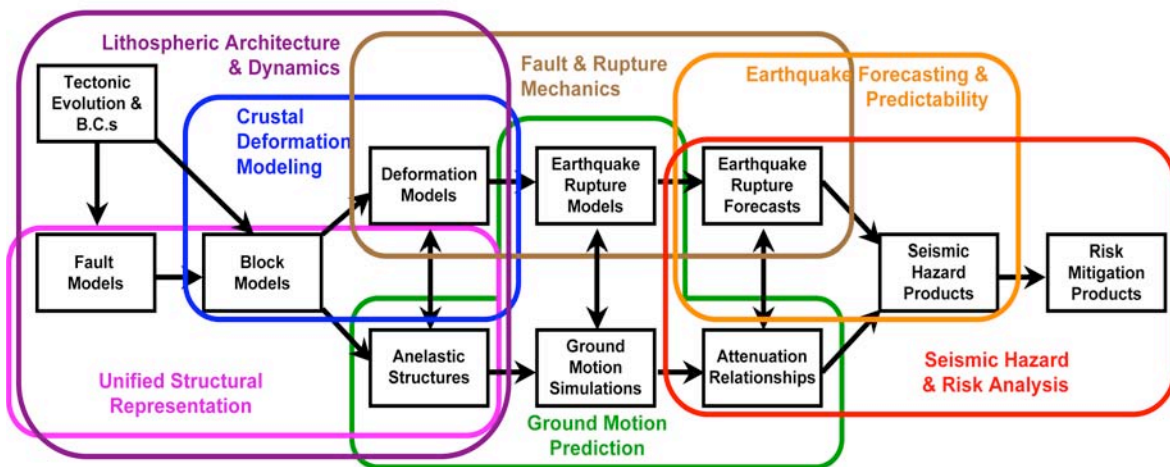 Lithospheric Architecture
& Dynamics
Tectonic
Evolution &
B.C.s
Crustal
Deformation
Modeling
Fault & Rupture
Mechanics
Earthquake Forecasting &
Predictability
Deformation
Models
Earthquake
Rupture
Models
Earthquake
Rupture
Forecasts
Fault
Models
Block
Models
Seismic
Hazard
Products
Risk
Mitigation
Products
Anelastic
Structures
Ground
Motion
Simulations
Attenuation
Relationships
Unified Structural
Representation
Ground Motion
Prediction
Seismic Hazard
& Risk Analysis